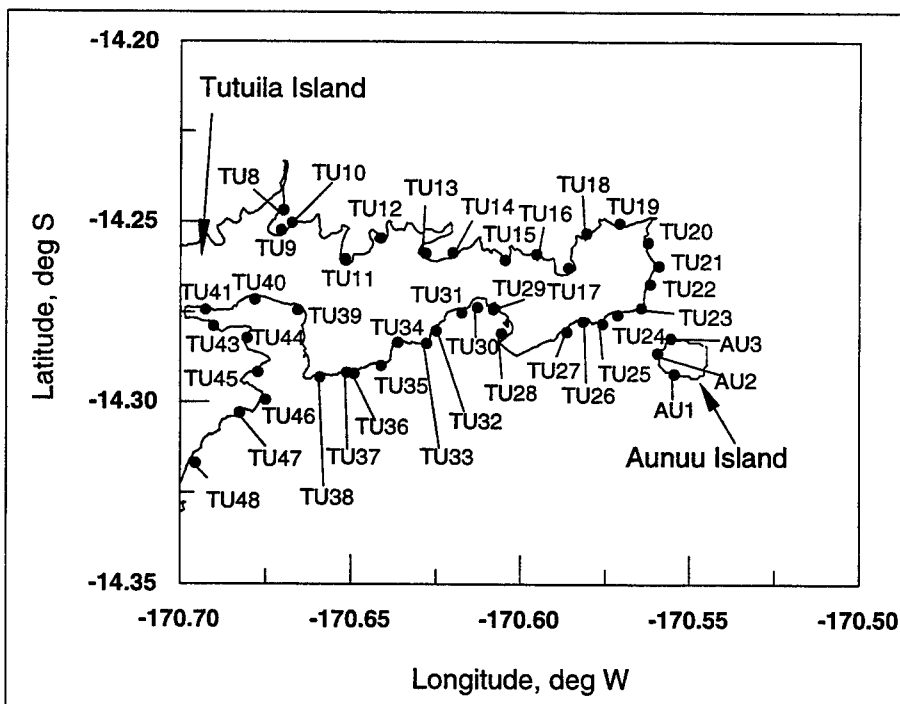 -14.20
Tutuila Island
TU8
TU10
TU9
TU12
TU11
TU13
TU14
TU15
TU16
TU18
TU19
TU20
TU21
TU22
TU17
TU29
TU31
TU30
TU23
TU24
TU25
TU26
TU27
TU28
TU41
TU40
TU39
TU43
TU44
TU34
TU45
TU35
TU46
TU36
TU32
TU47
TU37
TU33
TU48
TU38
AU3
AU2
AU1
Aunuu Island
-14.25
-14.30
-14.35
Latitude, deg S
-170.70
-170.65
-170.60
-170.55
-170.50
Longitude, deg W